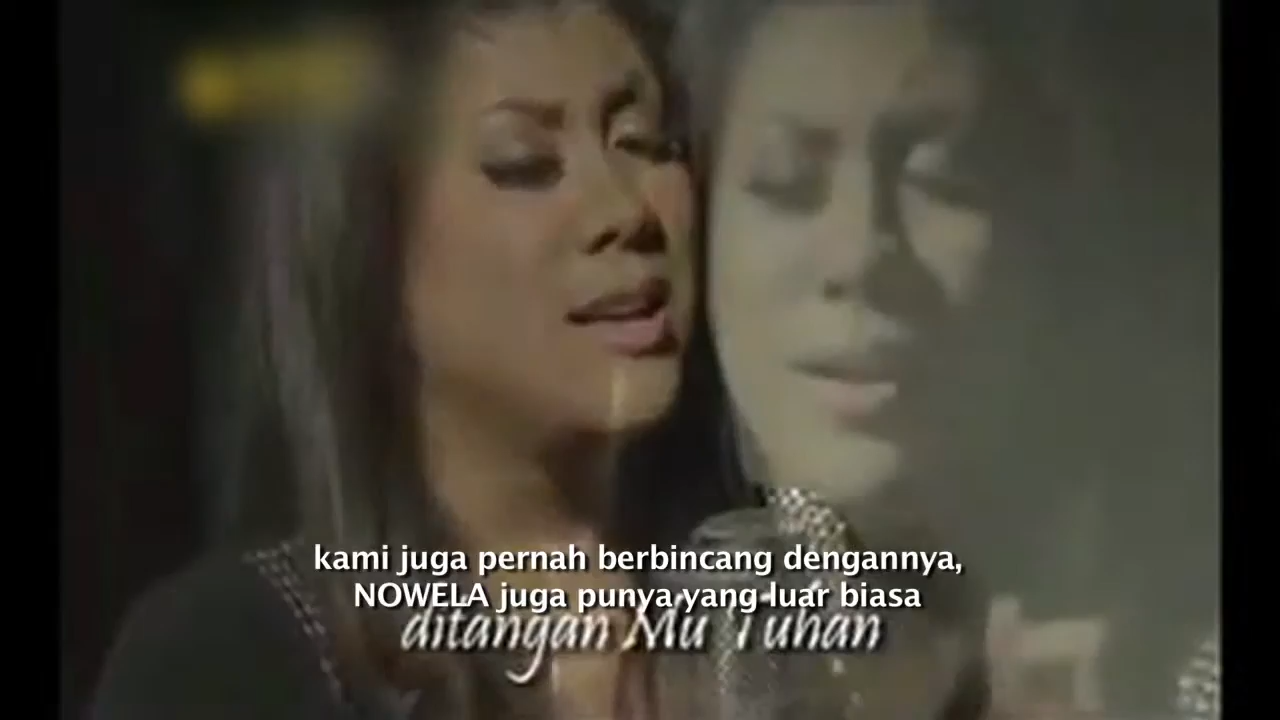 kami juga pernah berbincang dengannya,
NOWELA juga punya yang luar biasa
ditangan Mu Tuhan